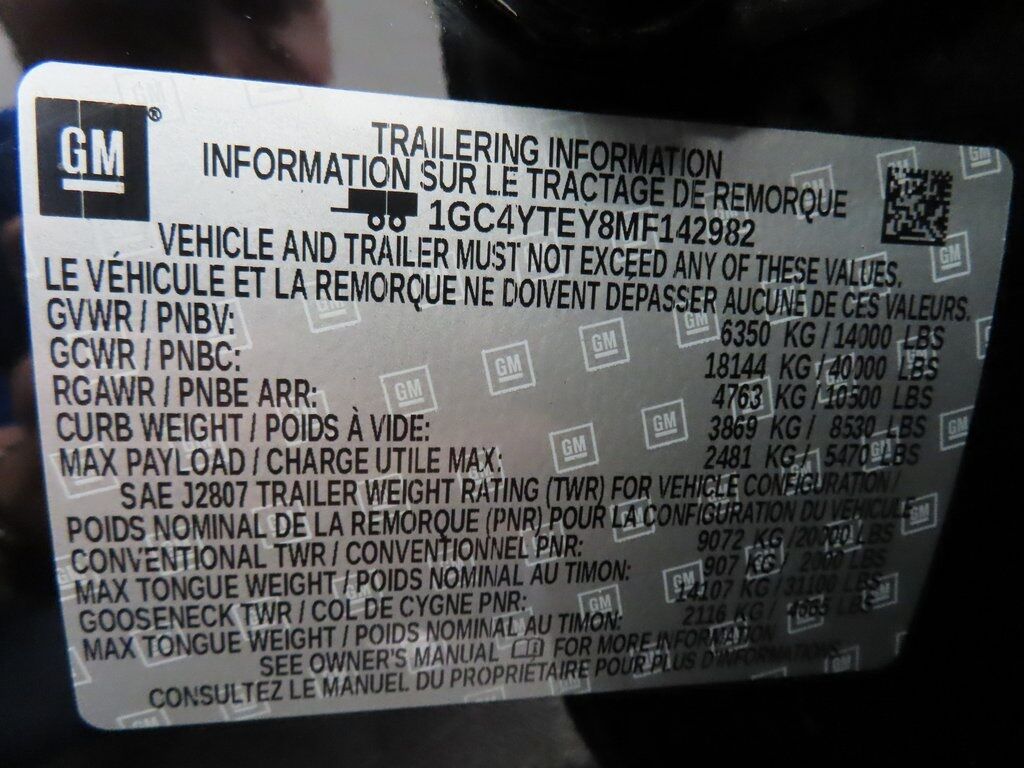 GM ®
TRAILERING INFORMATION
INFORMATION SUR LE TRACTAGE DE REMORQUE
1GC4YTEY8MF142982
VEHICLE AND TRAILER MUST NOT EXCEED ANY OF THESE VALUES.
LE VÉHICULE ET LA REMORQUE NE DOIVENT DÉPASSER AUCUNE DE CES VALEURS.
GVWR / PNBV: 6350 KG / 14000 LBS
GCWR / PNBC: 18144 KG / 40000 LBS
RGAWR / PNBE ARR: 4763 KG / 10500 LBS
CURB WEIGHT / POIDS À VIDE: 3869 KG / 8530 LBS
MAX PAYLOAD / CHARGE UTILE MAX: 2481 KG / 5470 LBS
SAE J2807 TRAILER WEIGHT RATING (TWR) FOR VEHICLE CONFIGURATION /
POIDS NOMINAL DE LA REMORQUE (PNR) POUR LA CONFIGURATION DU VEHICULE
CONVENTIONAL TWR / CONVENTIONNEL PNR: 9072 KG / 20000 LBS
MAX TONGUE WEIGHT / POIDS NOMINAL AU TIMON: 907 KG / 2000 LBS
GOOSENECK TWR / COL DE CYGNE PNR: 14107 KG / 31100 LBS
MAX TONGUE WEIGHT / POIDS NOMINAL AU TIMON: 2116 KG / LBS
SEE OWNER'S MANUAL FOR MORE INFORMATION
CONSULTEZ LE MANUEL DU PROPRIÉTAIRE POUR PLUS D'INFORMATIONS.